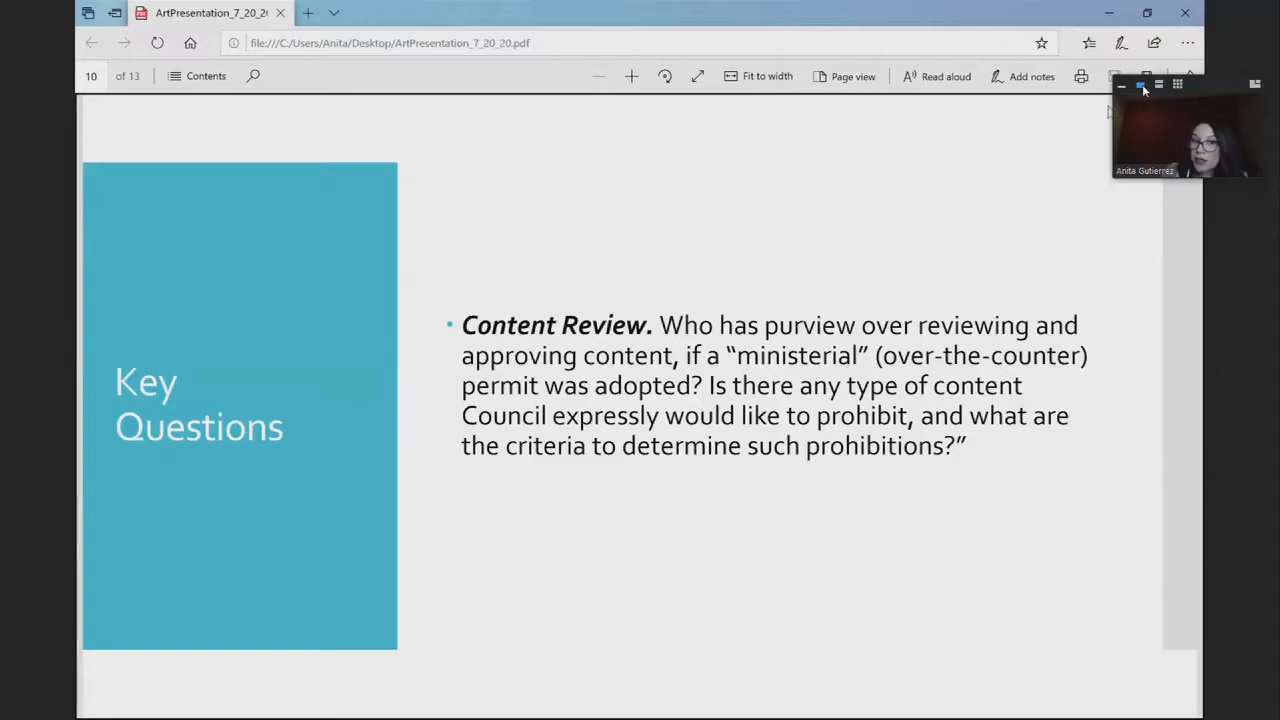 ArtPresentation_7_20_20
file:///C:/Users/Anita/Desktop/ArtPresentation_7_20_20.pdf
10 of 13 Contents Fit to width Page view Read aloud Add notes
Anita Gutierrez
Key
Questions
• Content Review. Who has purview over reviewing and
approving content, if a “ministerial” (over-the-counter)
permit was adopted? Is there any type of content
Council expressly would like to prohibit, and what are
the criteria to determine such prohibitions?”